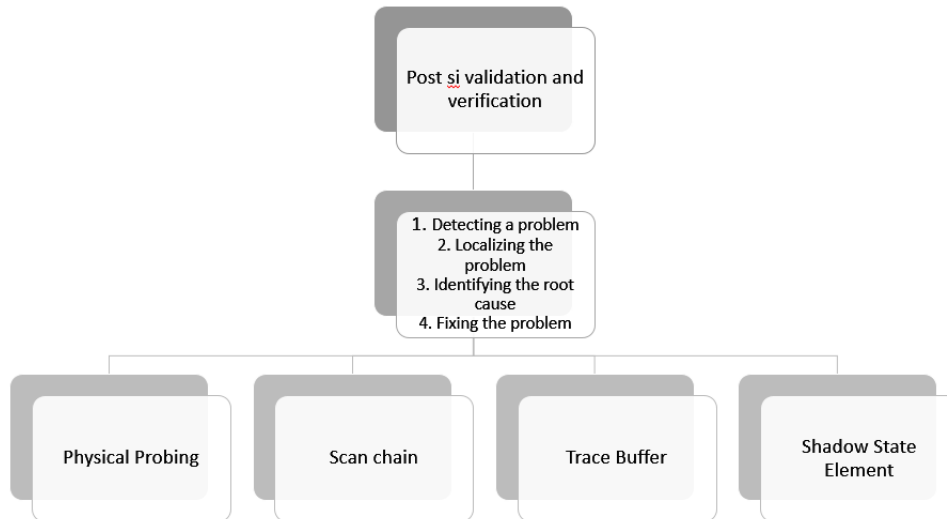 Post si validation and
verification
1. Detecting a problem
2. Localizing the
problem
3. Identifying the root
cause
4. Fixing the problem
Physical Probing
Scan chain
Trace Buffer
Shadow State
Element